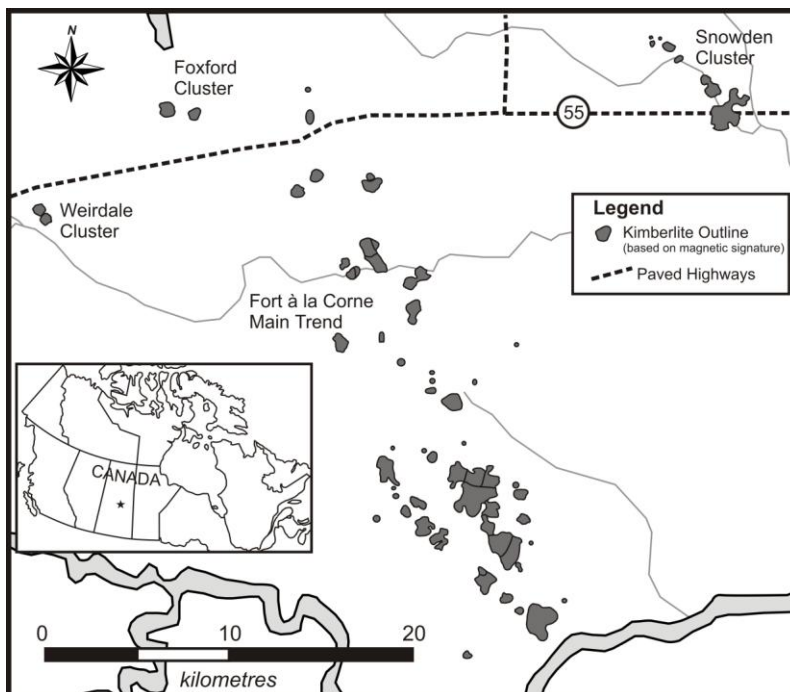 N
Foxford
Cluster
Snowden
Cluster
55
Weirdale
Cluster
Legend
Kimberlite Outline
(based on magnetic signature)
Paved Highways
Fort à la Corne
Main Trend
CANADA
0 10 20
kilometres